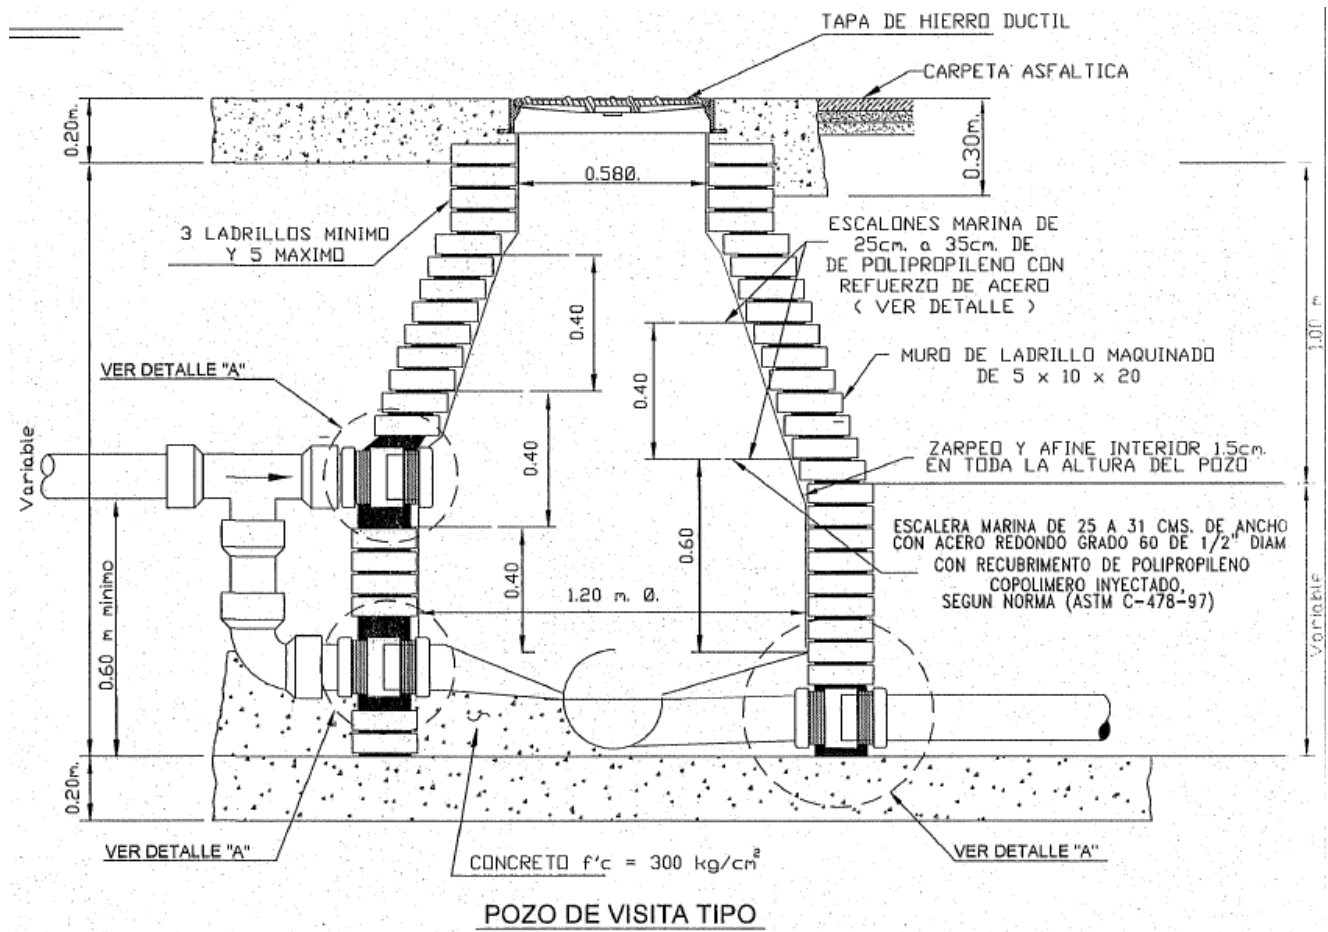 TAPA DE HIERRO DUCTIL
CARPETA ASFALTICA
0.20m.
0.30m.
0.580.
3 LADRILLOS MINIMO
Y 5 MAXIMO
ESCALONES MARINA DE
25cm. a 35cm. DE
DE POLIPROPILENO CON
REFUERZO DE ACERO
( VER DETALLE )
1.00 m
0.40
0.40
MURO DE LADRILLO MAQUINADO
DE 5 x 10 x 20
VER DETALLE "A"
Variable
0.40
ZARPEO Y AFINE INTERIOR 1.5cm.
EN TODA LA ALTURA DEL POZO
0.60
0.40
ESCALERA MARINA DE 25 A 31 CMS. DE ANCHO
CON ACERO REDONDO GRADO 60 DE 1/2" DIAM
CON RECUBRIMENTO DE POLIPROPILENO
COPOLIMERO INYECTADO,
SEGUN NORMA (ASTM C-478-97)
1.20 m. Ø.
0.60 m minimo
Variable
0.20m.
VER DETALLE "A"
CONCRETO f'c = 300 kg/cm²
VER DETALLE "A"
POZO DE VISITA TIPO